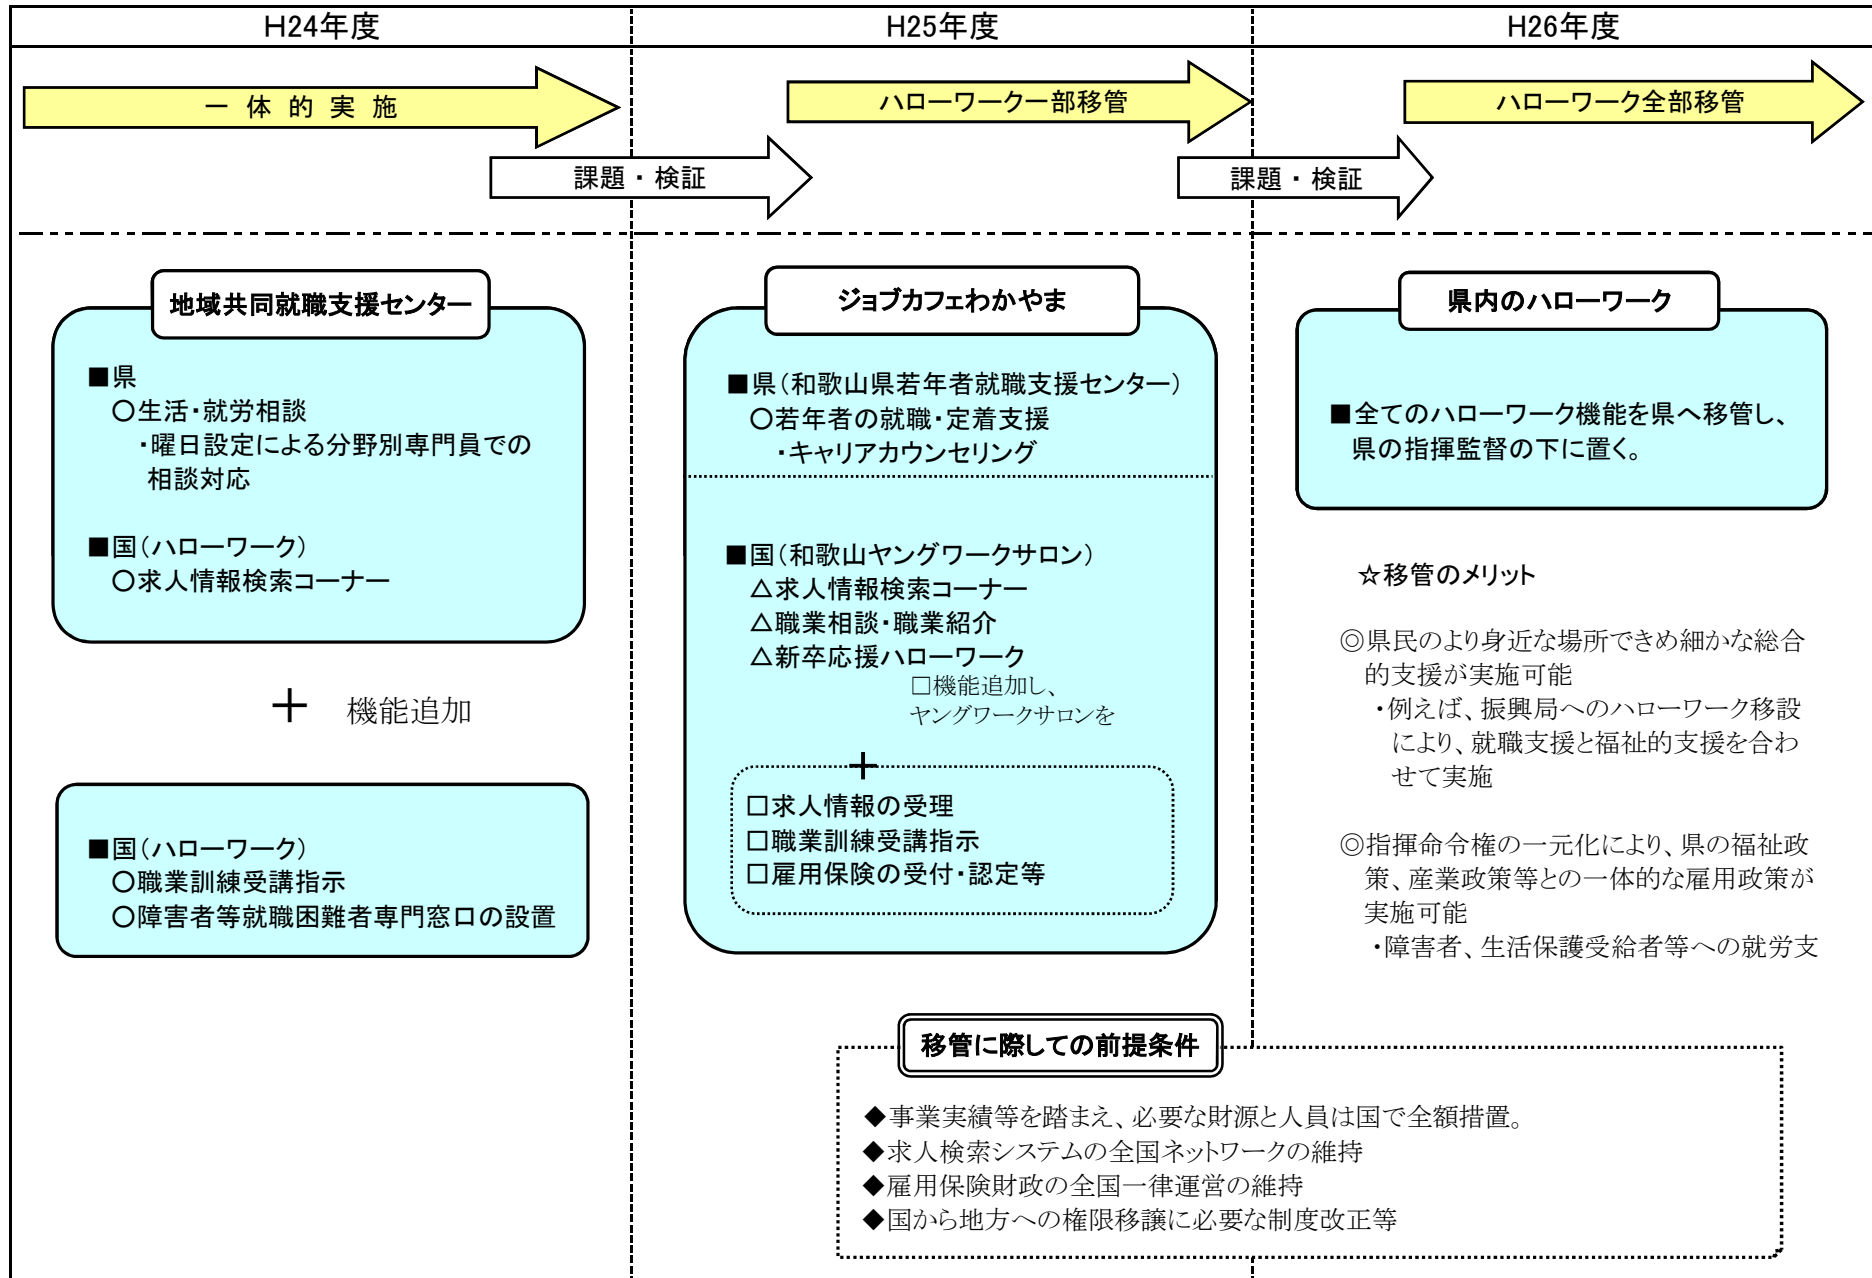 H24年度
H25年度
H26年度
一 体 的 実 施
ハローワーク一部移管
ハローワーク全部移管
課題・検証
課題・検証
地域共同就職支援センター
■県
○生活・就労相談
・曜日設定による分野別専門員での
相談対応
■国(ハローワーク)
○求人情報検索コーナー
＋ 機能追加
■国(ハローワーク)
○職業訓練受講指示
○障害者等就職困難者専門窓口の設置
ジョブカフェわかやま
■県(和歌山県若年者就職支援センター)
○若年者の就職・定着支援
・キャリアカウンセリング
■国(和歌山ヤングワークサロン)
△求人情報検索コーナー
△職業相談・職業紹介
△新卒応援ハローワーク
□機能追加し、
ヤングワークサロンを
＋
□求人情報の受理
□職業訓練受講指示
□雇用保険の受付・認定等
県内のハローワーク
■全てのハローワーク機能を県へ移管し、
県の指揮監督の下に置く。
☆移管のメリット
◎県民のより身近な場所できめ細かな総合
的支援が実施可能
・例えば、振興局へのハローワーク移設
により、就職支援と福祉的支援を合わ
せて実施
◎指揮命令権の一元化により、県の福祉政
策、産業政策等との一体的な雇用政策が
実施可能
・障害者、生活保護受給者等への就労支
移管に際しての前提条件
◆事業実績等を踏まえ、必要な財源と人員は国で全額措置。
◆求人検索システムの全国ネットワークの維持
◆雇用保険財政の全国一律運営の維持
◆国から地方への権限移譲に必要な制度改正等